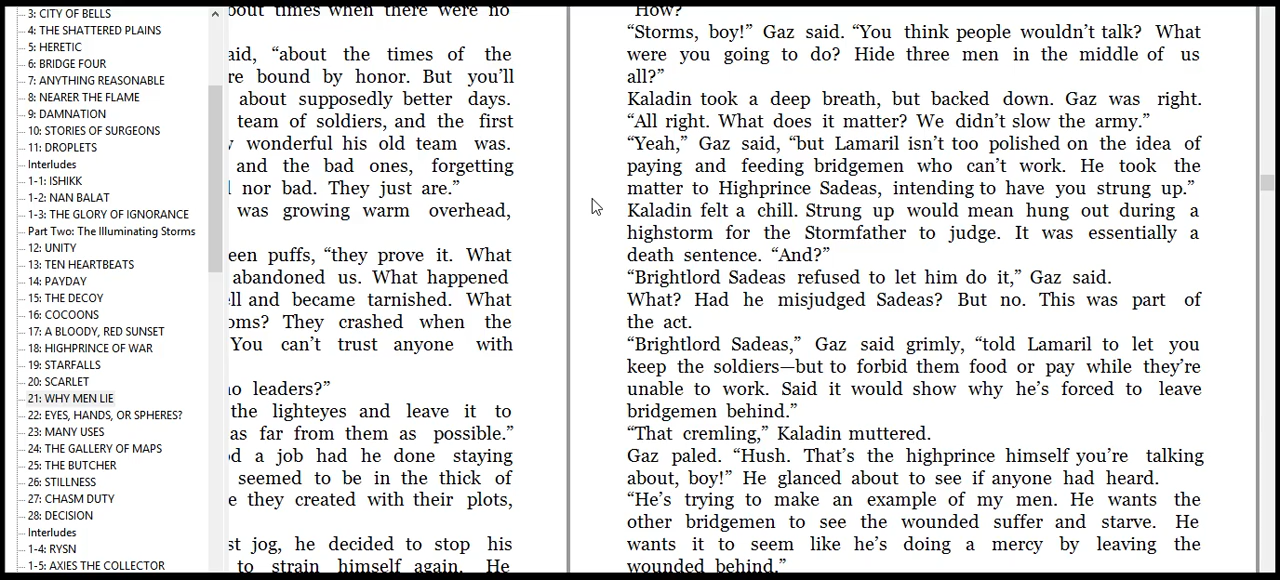 3: CITY OF BELLS
4: THE SHATTERED PLAINS
5: HERETIC
6: BRIDGE FOUR
7: ANYTHING REASONABLE
8: NEARER THE FLAME
9: DAMNATION
10: STORIES OF SURGEONS
11: DROPLETS
Interludes
1-1: ISHIKK
1-2: NAN BALAT
1-3: THE GLORY OF IGNORANCE
Part Two: The Illuminating Storms
12: UNITY
13: TEN HEARTBEATS
14: PAYDAY
15: THE DECOY
16: COCOONS
17: A BLOODY, RED SUNSET
18: HIGHPRINCE OF WAR
19: STARFALLS
20: SCARLET
21: WHY MEN LIE
22: EYES, HANDS, OR SPHERES?
23: MANY USES
24: THE GALLERY OF MAPS
25: THE BUTCHER
26: STILLNESS
27: CHASM DUTY
28: DECISION
Interludes
1-4: RYSN
1-5: AXIES THE COLLECTOR
about times when there were no
said, “about the times of the
re bound by honor. But you’ll
about supposedly better days.
team of soldiers, and the first
wonderful his old team was.
and the bad ones, forgetting
nor bad. They just are.”
was growing warm overhead,
een puffs, “they prove it. What
abandoned us. What happened
ll and became tarnished. What
oms? They crashed when the
You can’t trust anyone with
no leaders?”
the lighteyes and leave it to
as far from them as possible.”
d a job had he done staying
seemed to be in the thick of
e they created with their plots,
st jog, he decided to stop his
to strain himself again. He
“How?”
“Storms, boy!” Gaz said. “You think people wouldn’t talk? What
were you going to do? Hide three men in the middle of us
all?”
Kaladin took a deep breath, but backed down. Gaz was right.
“All right. What does it matter? We didn’t slow the army.”
“Yeah,” Gaz said, “but Lamaril isn’t too polished on the idea of
paying and feeding bridgemen who can’t work. He took the
matter to Highprince Sadeas, intending to have you strung up.”
Kaladin felt a chill. Strung up would mean hung out during a
highstorm for the Stormfather to judge. It was essentially a
death sentence. “And?”
“Brightlord Sadeas refused to let him do it,” Gaz said.
What? Had he misjudged Sadeas? But no. This was part of
the act.
“Brightlord Sadeas,” Gaz said grimly, “told Lamaril to let you
keep the soldiers—but to forbid them food or pay while they’re
unable to work. Said it would show why he’s forced to leave
bridgemen behind.”
“That cremling,” Kaladin muttered.
Gaz paled. “Hush. That’s the highprince himself you’re talking
about, boy!” He glanced about to see if anyone had heard.
“He’s trying to make an example of my men. He wants the
other bridgemen to see the wounded suffer and starve. He
wants it to seem like he’s doing a mercy by leaving the
wounded behind.”